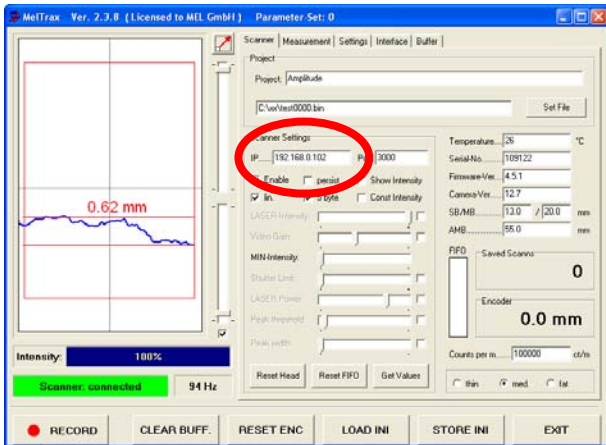 MelTrax Ver. 2.3.8 ( Licensed to MEL GmbH ) Parameter-Set: 0
Scanner Measurement Settings Interface Buffer
Project
Project: Amplitude
C:\vx\test0000.bin Set File
Scanner Settings
IP..... 192.168.0.102 3000
Enable persist Show Intensity
lin. byte Const Intensity
LASER Intensity
Video Gain
MIN-Intensity:
Shutter Limit:
LASER Power
Peak threshold:
Peak width:
Reset Head Reset FIFO Get Values
Temperature... 26 °C
Serial-No....... 109122
Firmware-Ver... 4.5.1
Camera-Ver.... 12.7
SB/MB......... 13.0 / 20.0 mm
AMB............ 55.0 mm
FIFO Saved Scanns
0
Encoder
0.0 mm
Counts per m...... 100000 ct/m
thin med. fat
0.62 mm
Intensity: 100%
Scanner: connected 94 Hz
RECORD CLEAR BUFF. RESET ENC LOAD INI STORE INI EXIT